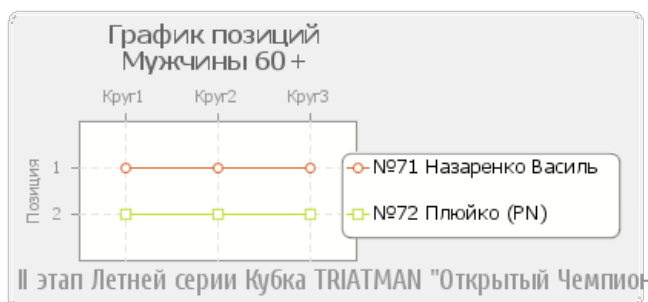 График позиций
Мужчины 60+
Круг1 Круг2 Круг3
Позиция
1
2
№71 Назаренко Василь
№72 Плюйко (PN)
II этап Летней серии Кубка TRIATMAN "Открытый Чемпион